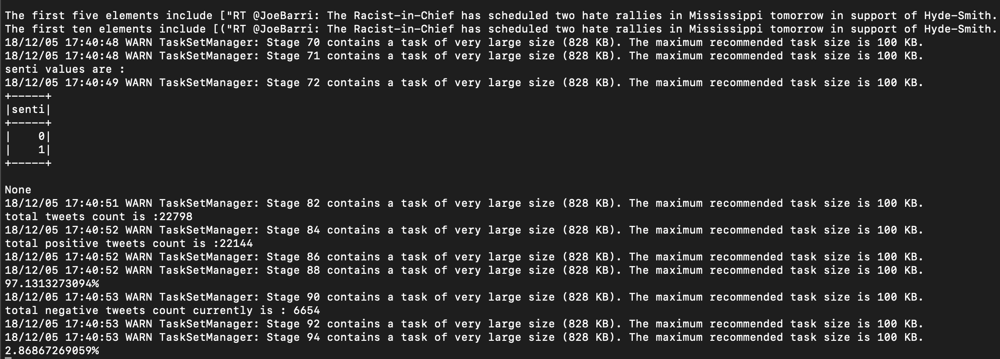 The first five elements include ["RT @JoeBarri: The Racist-in-Chief has scheduled two hate rallies in Mississippi tomorrow in support of Hyde-Smith.
The first ten elements include [("RT @JoeBarri: The Racist-in-Chief has scheduled two hate rallies in Mississippi tomorrow in support of Hyde-Smith.
18/12/05 17:40:48 WARN TaskSetManager: Stage 70 contains a task of very large size (828 KB). The maximum recommended task size is 100 KB.
18/12/05 17:40:48 WARN TaskSetManager: Stage 71 contains a task of very large size (828 KB). The maximum recommended task size is 100 KB.
senti values are :
18/12/05 17:40:49 WARN TaskSetManager: Stage 72 contains a task of very large size (828 KB). The maximum recommended task size is 100 KB.
+-----+
|senti|
+-----+
|    0|
|    1|
+-----+
None
18/12/05 17:40:51 WARN TaskSetManager: Stage 82 contains a task of very large size (828 KB). The maximum recommended task size is 100 KB.
total tweets count is :22798
18/12/05 17:40:52 WARN TaskSetManager: Stage 84 contains a task of very large size (828 KB). The maximum recommended task size is 100 KB.
total positive tweets count is :22144
18/12/05 17:40:52 WARN TaskSetManager: Stage 86 contains a task of very large size (828 KB). The maximum recommended task size is 100 KB.
18/12/05 17:40:52 WARN TaskSetManager: Stage 88 contains a task of very large size (828 KB). The maximum recommended task size is 100 KB.
97.1313273094%
18/12/05 17:40:53 WARN TaskSetManager: Stage 90 contains a task of very large size (828 KB). The maximum recommended task size is 100 KB.
total negative tweets count currently is : 6654
18/12/05 17:40:53 WARN TaskSetManager: Stage 92 contains a task of very large size (828 KB). The maximum recommended task size is 100 KB.
18/12/05 17:40:53 WARN TaskSetManager: Stage 94 contains a task of very large size (828 KB). The maximum recommended task size is 100 KB.
2.86867269059%